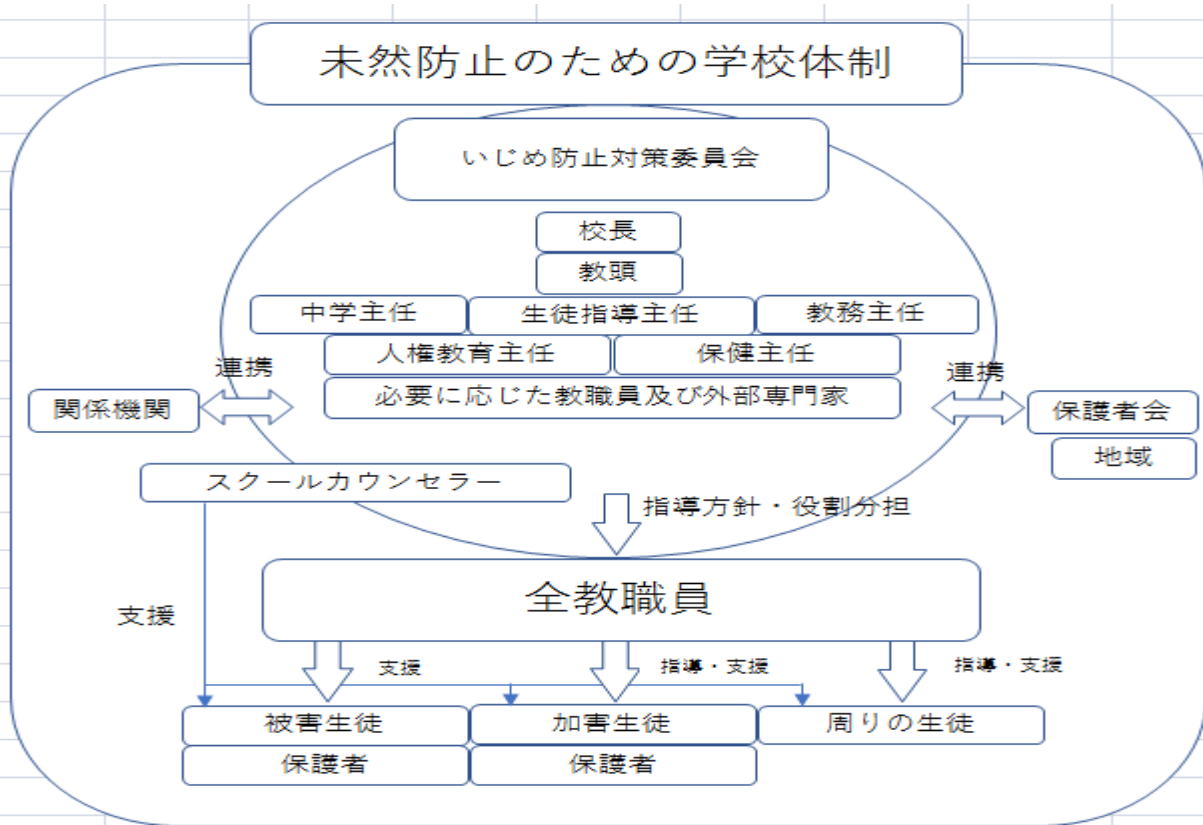 未然防止のための学校体制
いじめ防止対策委員会
校長
教頭
中学主任 生徒指導主任 教務主任
人権教育主任 保健主任
連携 連携
必要に応じた教職員及び外部専門家
関係機関 保護者会
地域
スクールカウンセラー
指導方針・役割分担
全教職員
支援
支援 指導・支援 指導・支援
被害生徒 加害生徒 周りの生徒
保護者 保護者